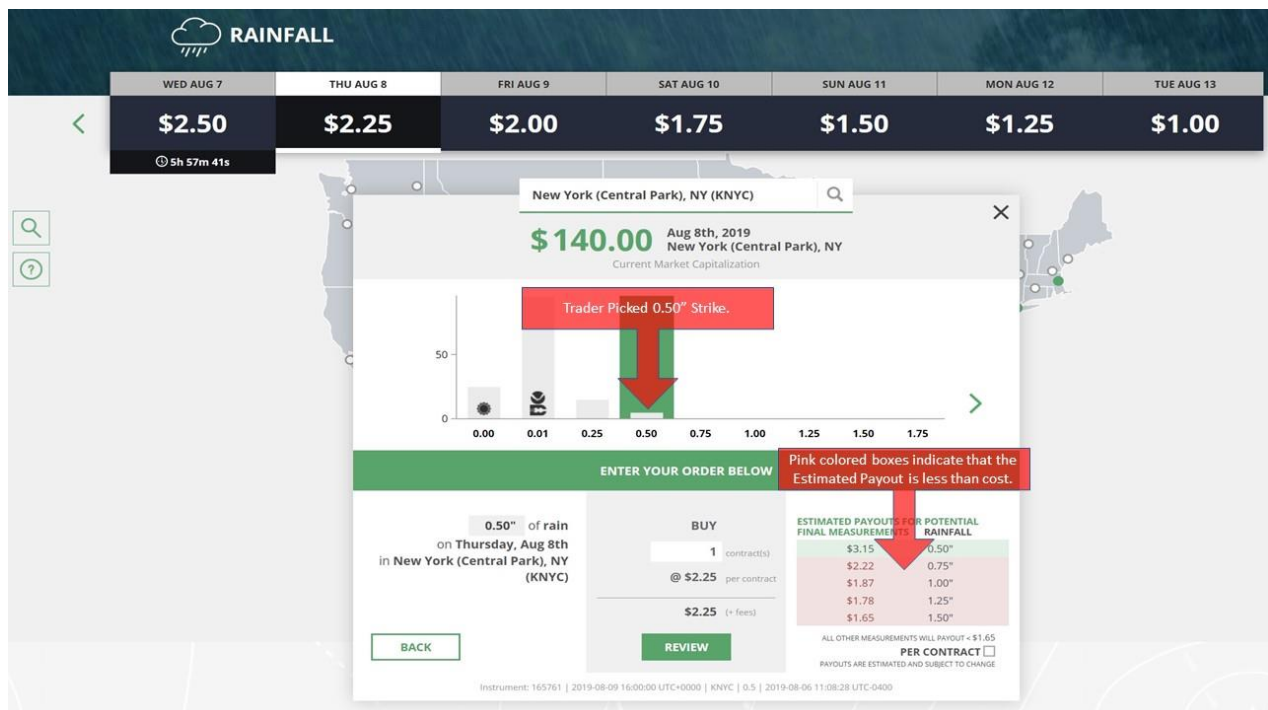 RAINFALL
WED AUG 7 THU AUG 8 FRI AUG 9 SAT AUG 10 SUN AUG 11 MON AUG 12 TUE AUG 13
$2.50 $2.25 $2.00 $1.75 $1.50 $1.25 $1.00
5h 57m 41s
New York (Central Park), NY (KNYC)
$140.00
Aug 8th, 2019
New York (Central Park), NY
Current Market Capitalization
Trader Picked 0.50" Strike.
50
0
0.00 0.01 0.25 0.50 0.75 1.00 1.25 1.50 1.75
ENTER YOUR ORDER BELOW
Pink colored boxes indicate that the
Estimated Payout is less than cost.
0.50" of rain
on Thursday, Aug 8th
in New York (Central Park), NY
(KNYC)
BACK
BUY
1 contract(s)
@ $2.25 per contract
$2.25 (+ fees)
REVIEW
ESTIMATED PAYOUTS FOR POTENTIAL
FINAL MEASUREMENTS RAINFALL
$3.15 0.50"
$2.22 0.75"
$1.87 1.00"
$1.78 1.25"
$1.65 1.50"
ALL OTHER MEASUREMENTS WILL PAYOUT < $1.65
PER CONTRACT
PAYOUTS ARE ESTIMATED AND SUBJECT TO CHANGE
Instrument: 165761 | 2019-08-09 16:00:00 UTC+0000 | KNYC | 0.5 | 2019-08-06 11:08:28 UTC-0400